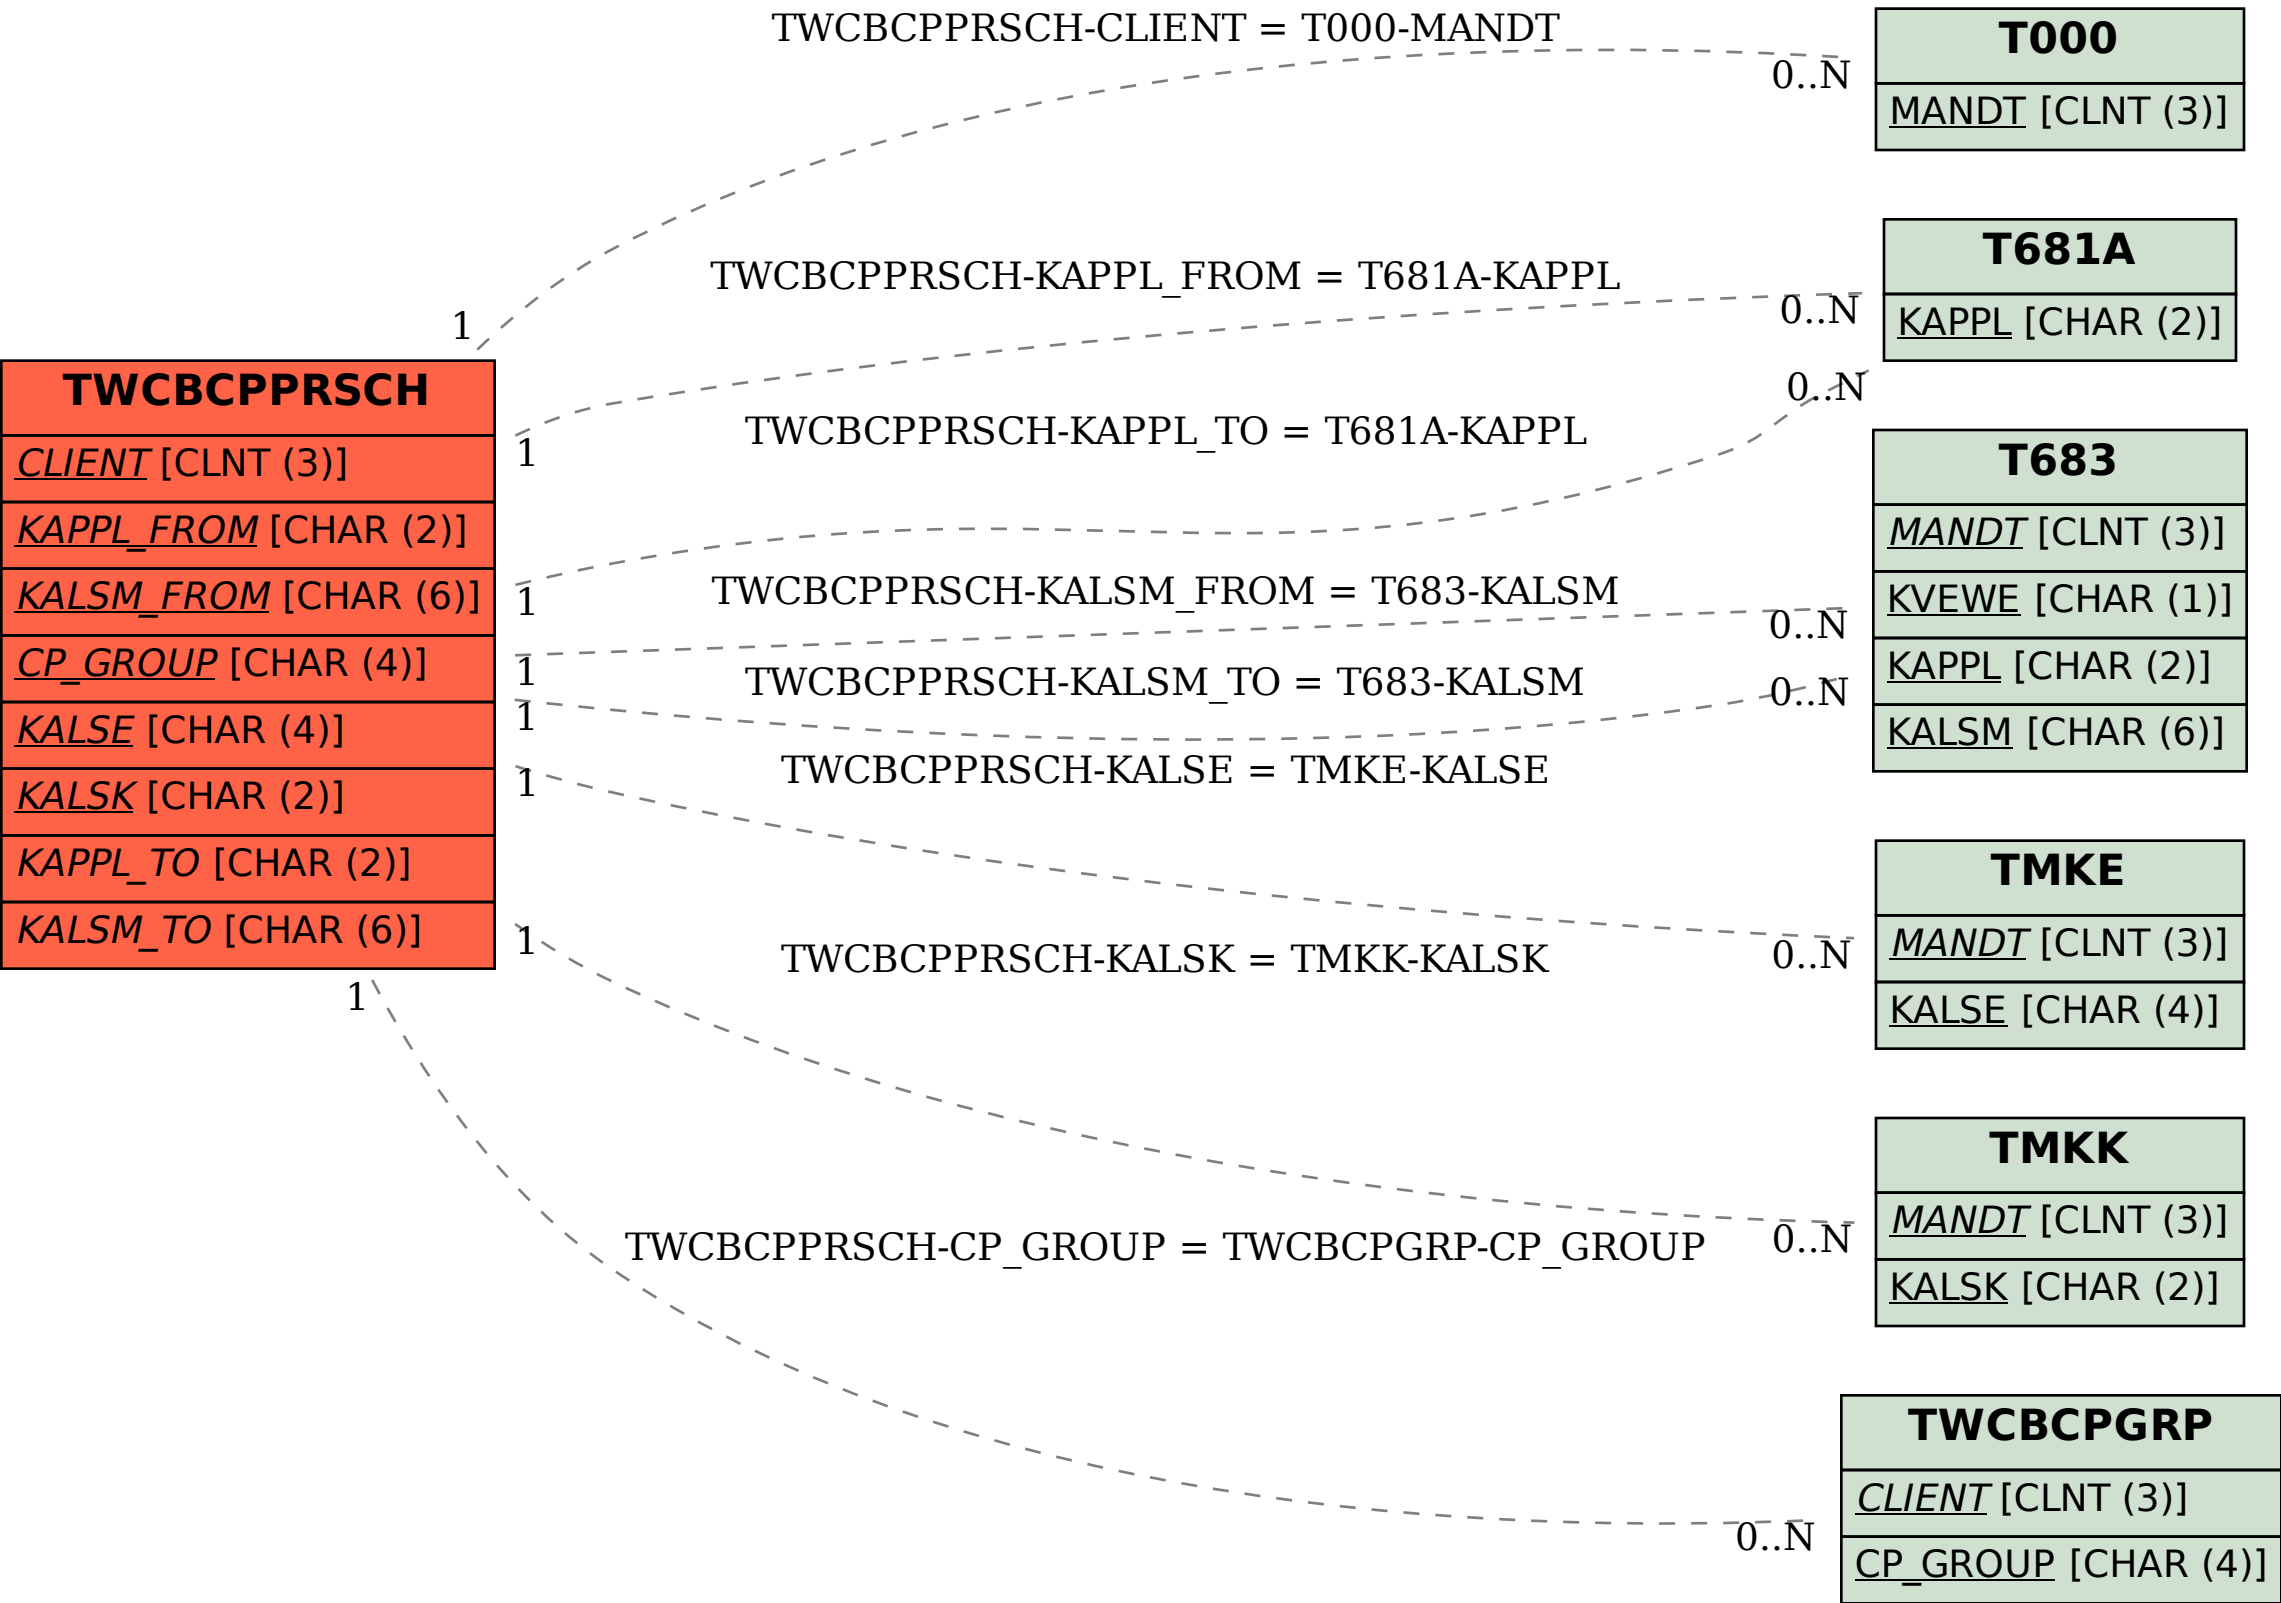 TWCBCPPRSCH-CLIENT = T000-MANDT
0..N
T000
MANDT [CLNT (3)]
TWCBCPPRSCH-KAPPL_FROM = T681A-KAPPL
0..N
T681A
KAPPL [CHAR (2)]
1
TWCBCPPRSCH
CLIENT [CLNT (3)]
KAPPL_FROM [CHAR (2)]
KALSM_FROM [CHAR (6)]
CP_GROUP [CHAR (4)]
KALSE [CHAR (4)]
KALSK [CHAR (2)]
KAPPL_TO [CHAR (2)]
KALSM_TO [CHAR (6)]
1
TWCBCPPRSCH-KAPPL_TO = T681A-KAPPL
0..N
1
TWCBCPPRSCH-KALSM_FROM = T683-KALSM
0..N
1
TWCBCPPRSCH-KALSM_TO = T683-KALSM
0..N
1
T683
MANDT [CLNT (3)]
KVEWE [CHAR (1)]
KAPPL [CHAR (2)]
KALSM [CHAR (6)]
TWCBCPPRSCH-KALSE = TMKE-KALSE
1
0..N
TMKE
MANDT [CLNT (3)]
KALSE [CHAR (4)]
1
TWCBCPPRSCH-KALSK = TMKK-KALSK
0..N
TMKK
MANDT [CLNT (3)]
KALSK [CHAR (2)]
1
TWCBCPPRSCH-CP_GROUP = TWCBCPGRP-CP_GROUP
0..N
TWCBCPGRP
CLIENT [CLNT (3)]
CP_GROUP [CHAR (4)]